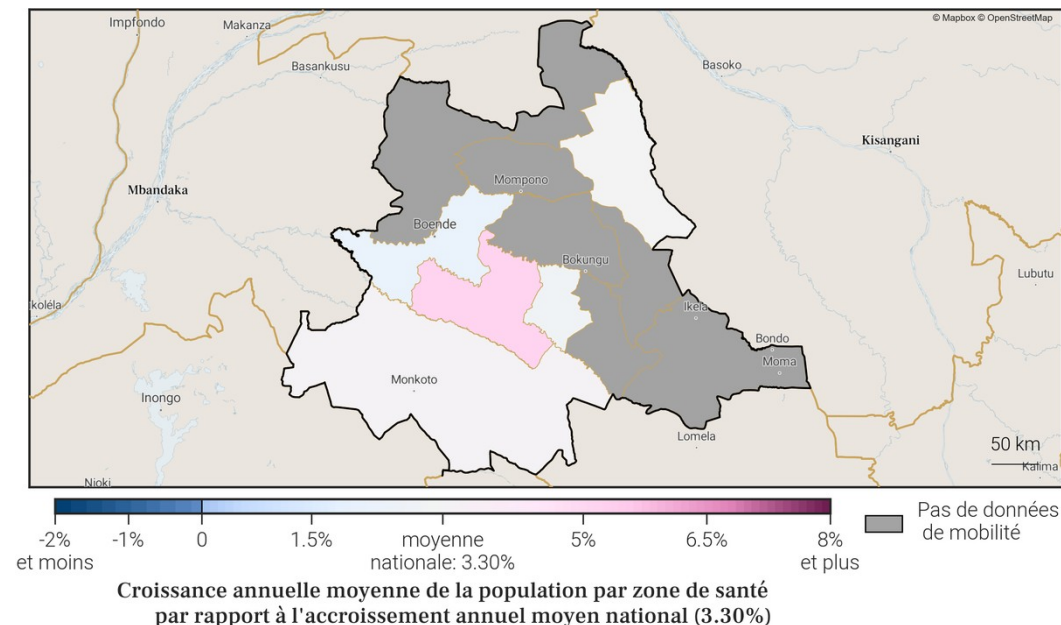 © Mapbox © OpenStreetMap
Impfondo
Makanza
Basankusu
Basoko
Kisangani
Mompono
Mbandaka
Boende
Bokungu
Lubutu
koléla
Ikela
Bondo
Moma
Monkoto
Inongo
Lomela
50 km
Kalima
Nioki
-2%
et moins
-1%
0
1.5%
moyenne
nationale: 3.30%
5%
6.5%
8%
et plus
Pas de données
de mobilité
Croissance annuelle moyenne de la population par zone de santé
par rapport à l'accroissement annuel moyen national (3.30%)